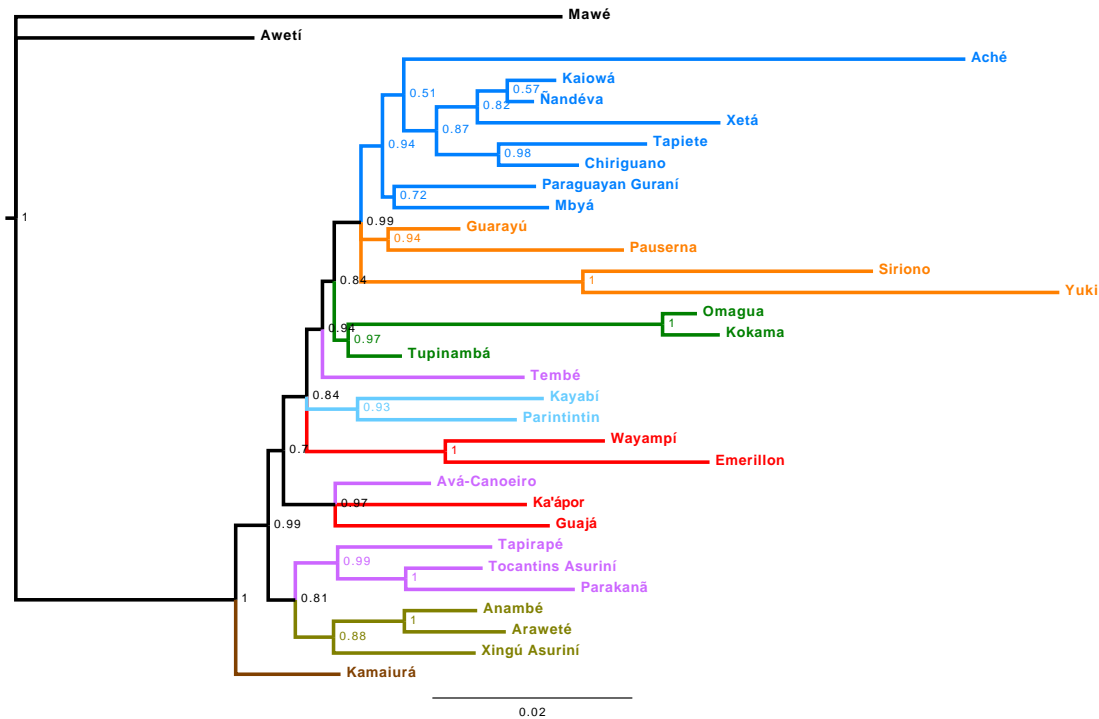 Mawé
Awetí
Aché
Kaiowá
0.57
Ñandéva
0.51
0.82
Xetá
0.87
Tapiete
0.94
0.98
Chiriguano
Paraguayan Guraní
0.72
Mbyá
1
0.99
Guarayú
0.94
Pauserna
Siriono
0.84
1
Yuki
Omagua
1
0.94
Kokama
0.97
Tupinambá
Tembé
0.84
Kayabí
0.93
Parintintin
Wayampí
0.7
1
Emerillon
Avá-Canoeiro
0.97
Ka'ápor
Guajá
0.99
Tapirapé
0.99
Tocantins Asuriní
1
Parakanã
1
0.81
Anambé
1
Araweté
0.88
Xingú Asuriní
Kamaiurá
0.02